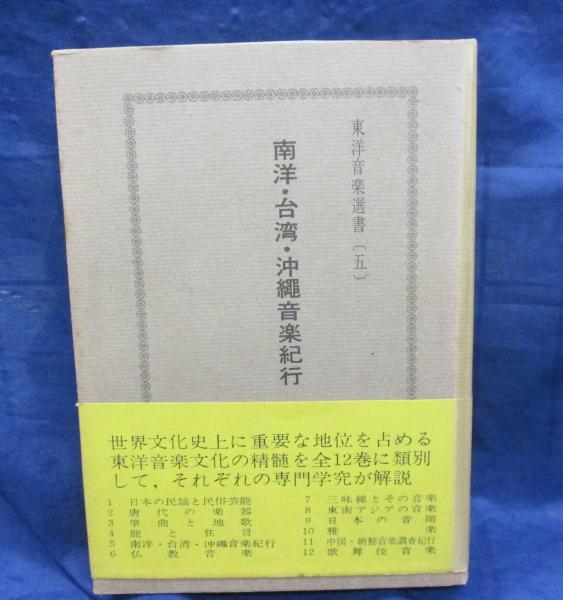 東洋音楽選書〔五〕
南洋・台湾・沖繩音楽紀行
世界文化史上に重要な地位を占める
東洋音楽文化の精髄を全12巻に類別
して，それぞれの専門学究が解説
1 日本の民謡と民俗芸能
2 唐代の楽器
3 箏曲と地歌
4 能と狂言
5 南洋・台湾・沖縄音楽紀行
6 仏教音楽
7 三味線とその音楽
8 東南アジアの音楽
9 日本の音階
10 雅楽
11 中国・朝鮮音楽調査紀行
12 歌舞伎音楽